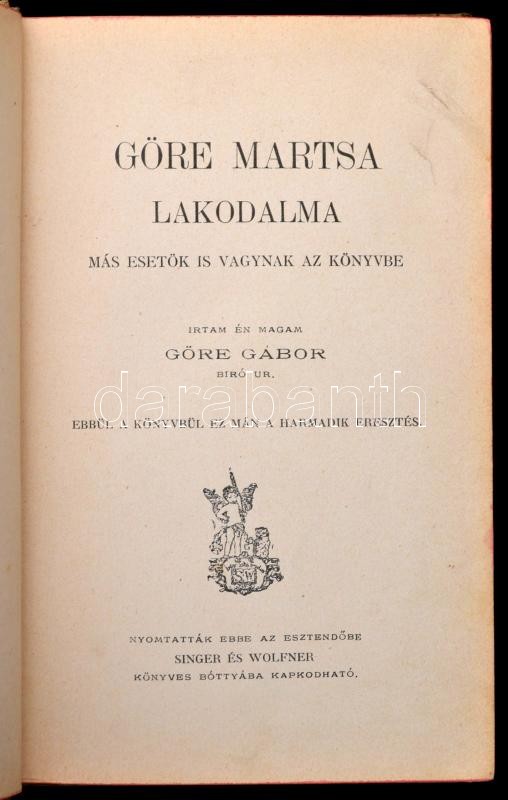 GÖRE MARTSA
LAKODALMA
MÁS ESETÖK IS VAGYNAK AZ KÖNYVBE
IRTAM ÉN MAGAM
GÖRE GÁBOR
BIRÓ UR.
darabanth
EBBÜL A KÖNYVBÜL EZ MÁN A HARMADIK ERESZTÉS.
SW
NYOMTATTÁK EBBE AZ ESZTENDŐBE
SINGER ÉS WOLFNER
KÖNYVES BÓTTYÁBA KAPKODHATÓ.